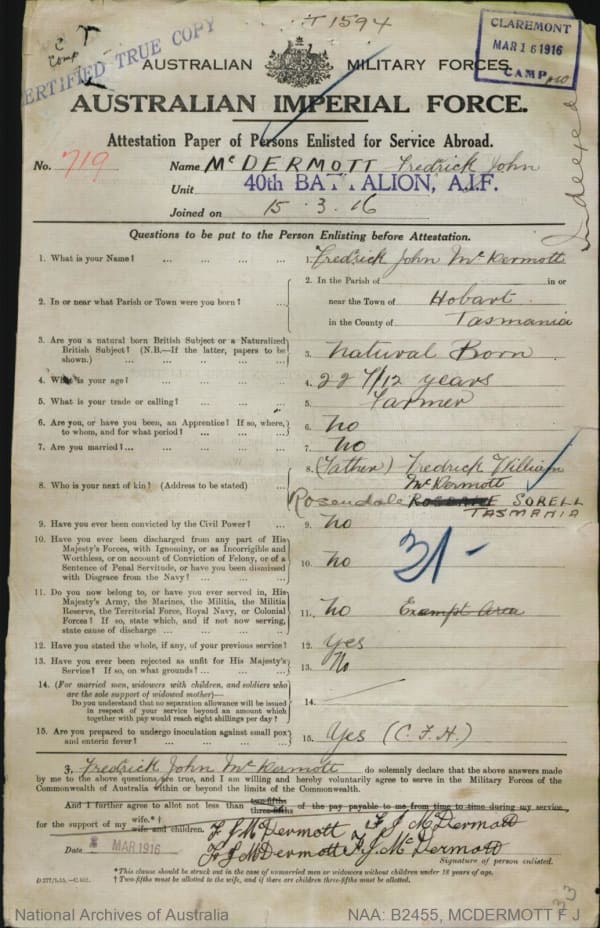 T 1594
C
Comp
CERTIFIED TRUE COPY
CLAREMONT
MAR 16 1916
CAMP
AUSTRALIAN MILITARY FORCES.
AUSTRALIAN IMPERIAL FORCE.
Indexed
Attestation Paper of Persons Enlisted for Service Abroad.
No. 719 Name McDERMOTT Fredrick John
Unit 40th BATTALION, A.I.F.
Joined on 15.3.16
Questions to be put to the Person Enlisting before Attestation.
1. What is your Name? ... ... ... ... 1. Fredrick John McDermott
2. In or near what Parish or Town were you born? ... 2. In the Parish of in or
near the Town of Hobart
in the County of Tasmania
3. Are you a natural born British Subject or a Naturalized
British Subject? (N.B.—If the latter, papers to be
shown.) ... ... ... ... 3. Natural Born
4. What is your age? ... ... ... ... 4. 22 7/12 years
5. What is your trade or calling? ... ... ... 5. Farmer
6. Are you, or have you been, an Apprentice? If so, where,
to whom, and for what period? ... ... ... 6. No
7. Are you married? ... ... ... ... 7. No
8. Who is your next of kin? (Address to be stated) ... 8. (Father) Fredrick William
McDermott
Rosendale SORELL
TASMANIA
9. Have you ever been convicted by the Civil Power? ... 9. No
10. Have you ever been discharged from any part of His
Majesty's Forces, with Ignominy, or as Incorrigible and
Worthless, or on account of Conviction of Felony, or of a
Sentence of Penal Servitude, or have you been dismissed
with Disgrace from the Navy? ... ... ... 10. No
31-
11. Do you now belong to, or have you ever served in, His
Majesty's Army, the Marines, the Militia, the Militia
Reserve, the Territorial Force, Royal Navy, or Colonial
Forces? If so, state which, and if not now serving,
state cause of discharge ... ... ... 11. No Exempt Area
12. Have you stated the whole, if any, of your previous service? 12. Yes
13. Have you ever been rejected as unfit for His Majesty's
Service? If so, on what grounds? ... ... 13. No
14. (For married men, widowers with children, and soldiers who
are the sole support of widowed mother)—
Do you understand that no separation allowance will be issued
in respect of your service beyond an amount which
together with pay would reach eight shillings per day? 14.
15. Are you prepared to undergo inoculation against small pox
and enteric fever? ... ... ... ... 15. Yes (C.F.H.)
I, Fredrick John McDermott do solemnly declare that the above answers made
by me to the above questions are true, and I am willing and hereby voluntarily agree to serve in the Military Forces of the
Commonwealth of Australia within or beyond the limits of the Commonwealth.
And I further agree to allot not less than two-fifths three-fifths of the pay payable to me from time to time during my service
for the support of my wife.*† wife and children. F J McDermott F J McDermott
Date MAR 1916 F J McDermott F J McDermott
Signature of person enlisted.
*This clause should be struck out in the case of unmarried men or widowers without children under 18 years of age.
† Two-fifths must be allotted to the wife, and if there are children three-fifths must be allotted.
33
National Archives of Australia NAA: B2455, MCDERMOTT F J